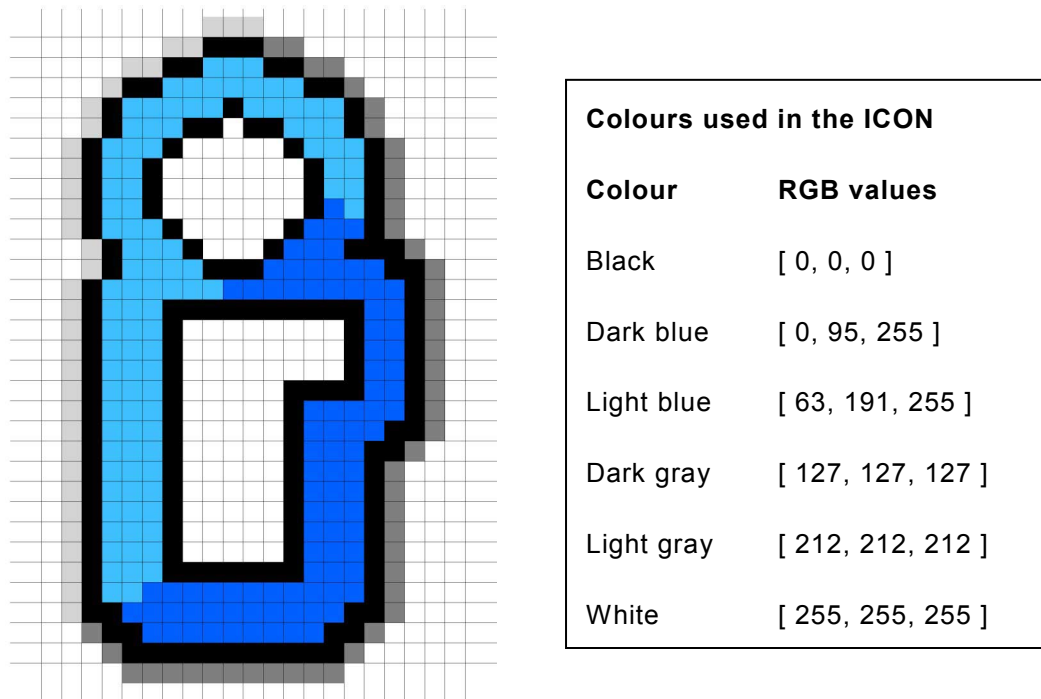 Colours used in the ICON
Colour RGB values
Black [ 0, 0, 0 ]
Dark blue [ 0, 95, 255 ]
Light blue [ 63, 191, 255 ]
Dark gray [ 127, 127, 127 ]
Light gray [ 212, 212, 212 ]
White [ 255, 255, 255 ]